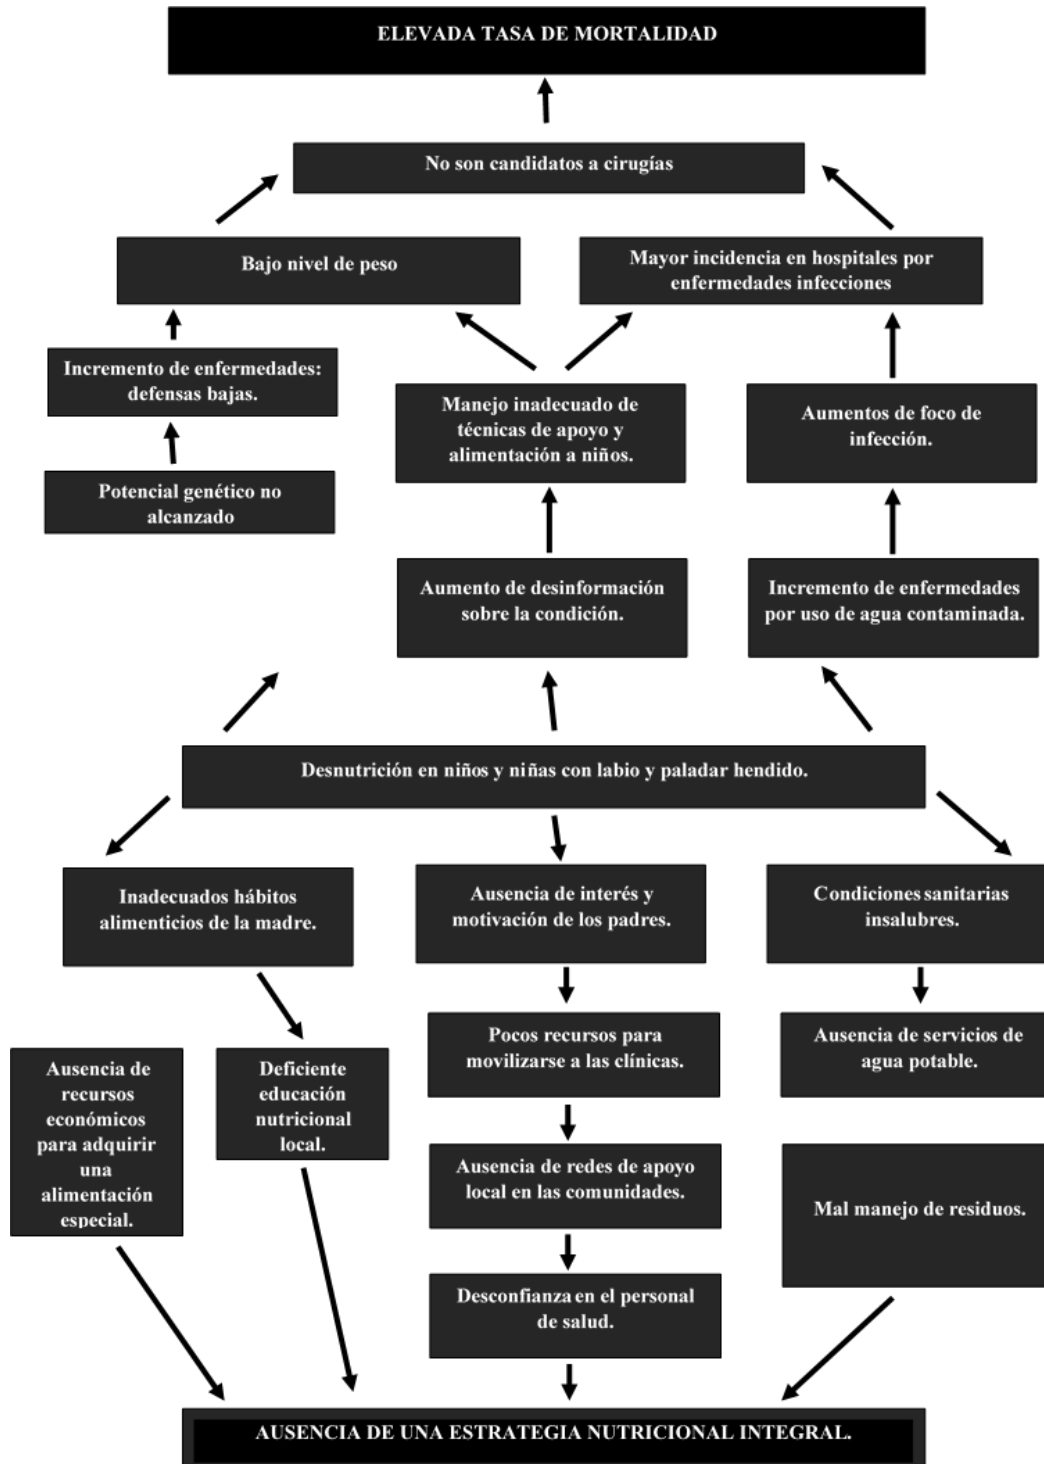 ELEVADA TASA DE MORTALIDAD
No son candidatos a cirugías
Bajo nivel de peso
Mayor incidencia en hospitales por
enfermedades infecciones
Incremento de enfermedades:
defensas bajas.
Manejo inadecuado de
técnicas de apoyo y
alimentación a niños.
Aumentos de foco de
infección.
Potencial genético no
alcanzado
Aumento de desinformación
sobre la condición.
Incremento de enfermedades
por uso de agua contaminada.
Desnutrición en niños y niñas con labio y paladar hendido.
Inadecuados hábitos
alimenticios de la madre.
Ausencia de interés y
motivación de los padres.
Condiciones sanitarias
insalubres.
Ausencia de
recursos
económicos
para adquirir
una
alimentación
especial.
Deficiente
educación
nutricional
local.
Pocos recursos para
movilizarse a las clínicas.
Ausencia de servicios de
agua potable.
Ausencia de redes de apoyo
local en las comunidades.
Mal manejo de residuos.
Desconfianza en el personal
de salud.
AUSENCIA DE UNA ESTRATEGIA NUTRICIONAL INTEGRAL.